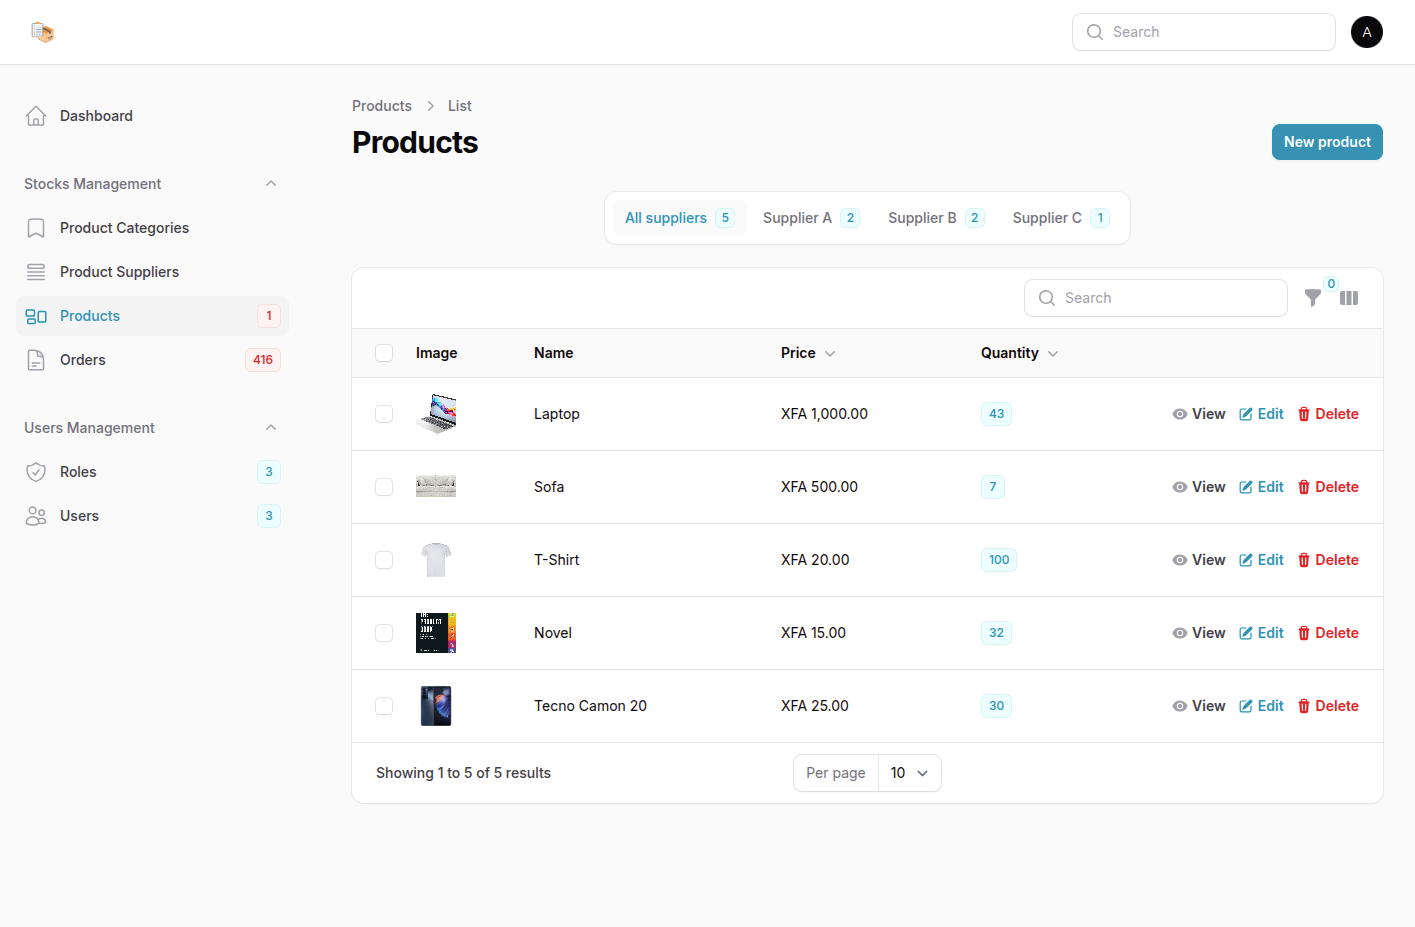 Search
A
Dashboard
Stocks Management
Product Categories
Product Suppliers
Products 1
Orders 416
Users Management
Roles 3
Users 3
Products > List
Products
New product
All suppliers 5 Supplier A 2 Supplier B 2 Supplier C 1
Search 0
Image Name Price Quantity
Laptop XFA 1,000.00 43 View Edit Delete
Sofa XFA 500.00 7 View Edit Delete
T-Shirt XFA 20.00 100 View Edit Delete
Novel XFA 15.00 32 View Edit Delete
Tecno Camon 20 XFA 25.00 30 View Edit Delete
Showing 1 to 5 of 5 results Per page 10